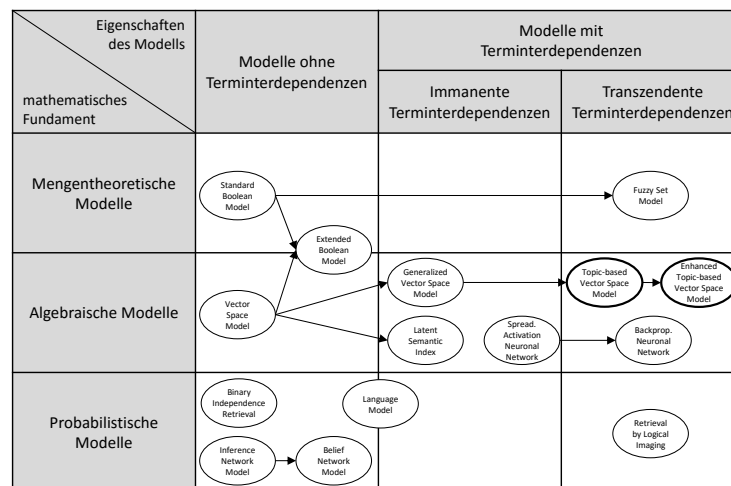 Eigenschaften
des Modells
mathematisches
Fundament
Modelle ohne
Terminterdependenzen
Modelle mit
Terminterdependenzen
Immanente
Terminterdependenzen
Transzendente
Terminterdependenzen
Mengentheoretische
Modelle
Standard
Boolean
Model
Fuzzy Set
Model
Extended
Boolean
Model
Algebraische Modelle
Vector
Space
Model
Generalized
Vector Space
Model
Topic-based
Vector Space
Model
Enhanced
Topic-based
Vector Space
Model
Latent
Semantic
Index
Spread.
Activation
Neuronal
Network
Backprop.
Neuronal
Network
Probabilistische
Modelle
Binary
Independence
Retrieval
Language
Model
Inference
Network
Model
Belief
Network
Model
Retrieval
by Logical
Imaging